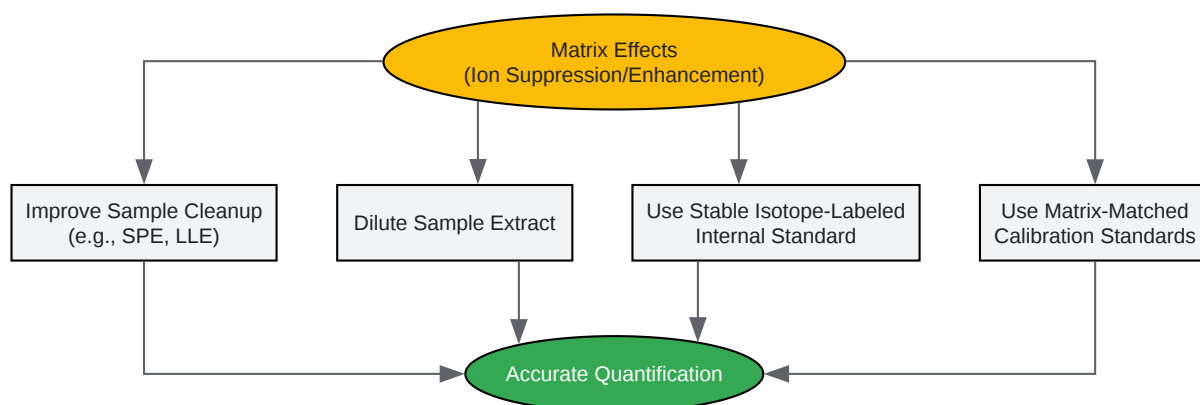 Matrix Effects
(Ion Suppression/Enhancement)
Improve Sample Cleanup
(e.g., SPE, LLE)
Dilute Sample Extract
Use Stable Isotope-Labeled
Internal Standard
Use Matrix-Matched
Calibration Standards
Accurate Quantification